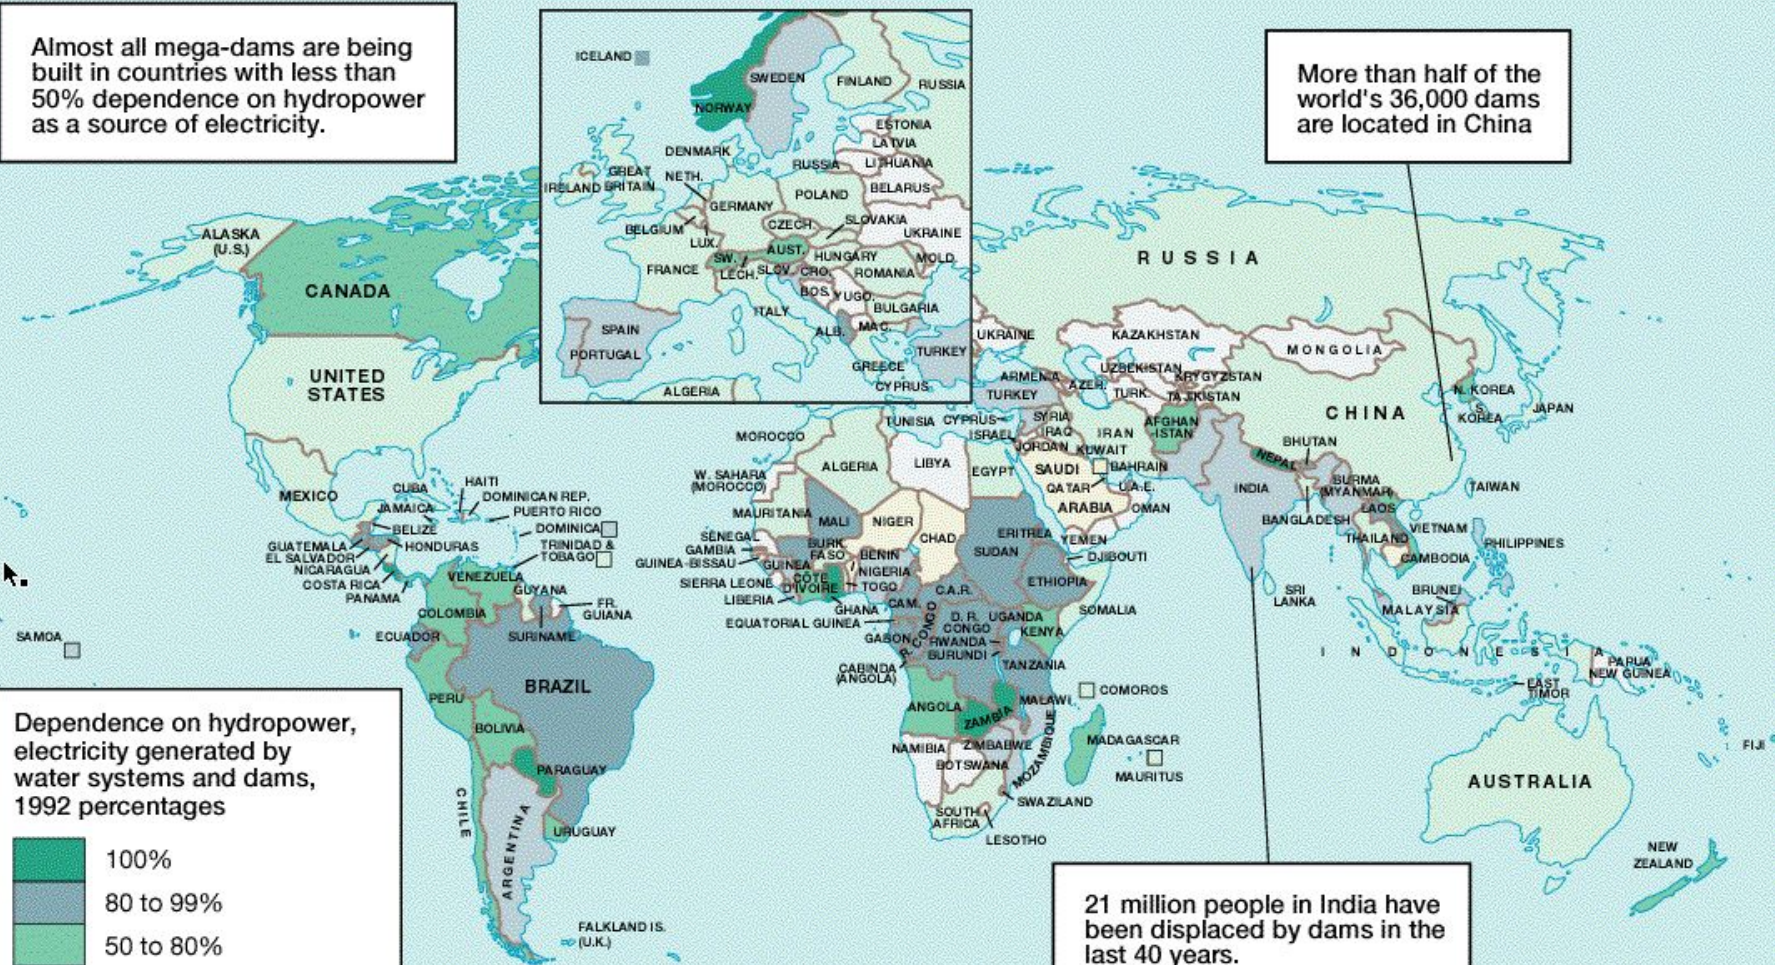 Almost all mega-dams are being
built in countries with less than
50% dependence on hydropower
as a source of electricity.
More than half of the
world's 36,000 dams
are located in China
ICELAND
SWEDEN
FINLAND
RUSSIA
NORWAY
ESTONIA
LATVIA
DENMARK
RUSSIA
LITHUANIA
GREAT
BRITAIN
IRELAND
NETH.
POLAND
BELARUS
GERMANY
CZECH.
SLOVAKIA
BELGIUM
UKRAINE
LUX.
AUST.
HUNGARY
MOLD.
SW.
LECH.
SLOV.
CRO.
ROMANIA
FRANCE
BOS.
YUGO.
BULGARIA
ITALY
ALB.
MAC.
SPAIN
PORTUGAL
TURKEY
GREECE
CYPRUS
ALGERIA
ALASKA
(U.S.)
CANADA
UNITED
STATES
RUSSIA
UKRAINE
KAZAKHSTAN
MONGOLIA
UZBEKISTAN
KRYGYZSTAN
ARMENIA
AZER.
TURKEY
TURK.
TAJIKISTAN
N. KOREA
S.
KOREA
JAPAN
CHINA
TUNISIA
CYPRUS
SYRIA
AFGHAN
-ISTAN
MOROCCO
ISRAEL
IRAQ
IRAN
JORDAN
KUWAIT
BHUTAN
NEPAL
ALGERIA
LIBYA
EGYPT
SAUDI
ARABIA
BAHRAIN
QATAR
U.A.E.
OMAN
W. SAHARA
(MOROCCO)
INDIA
BURMA
(MYANMAR)
TAIWAN
LAOS
BANGLADESH
VIETNAM
THAILAND
PHILIPPINES
CAMBODIA
MEXICO
CUBA
HAITI
DOMINICAN REP.
PUERTO RICO
JAMAICA
BELIZE
DOMINICA
GUATEMALA
HONDURAS
TRINIDAD &
TOBAGO
EL SALVADOR
NICARAGUA
COSTA RICA
PANAMA
VENEZUELA
GUYANA
FR.
GUIANA
COLOMBIA
SURINAME
ECUADOR
MAURITANIA
MALI
NIGER
CHAD
SUDAN
ERITREA
YEMEN
DJIBOUTI
SENEGAL
GAMBIA
GUINEA-BISSAU
GUINEA
BURK.
FASO
BENIN
NIGERIA
SIERRA LEONE
CÔTE
D'IVOIRE
TOGO
LIBERIA
GHANA
CAM.
C.A.R.
ETHIOPIA
SOMALIA
EQUATORIAL GUINEA
GABON
R. CONGO
D. R.
CONGO
UGANDA
KENYA
RWANDA
BURUNDI
CABINDA
(ANGOLA)
TANZANIA
SRI
LANKA
BRUNEI
MALAYSIA
INDONESIA
PAPUA
NEW GUINEA
EAST
TIMOR
SAMOA
BRAZIL
PERU
BOLIVIA
PARAGUAY
CHILE
ARGENTINA
URUGUAY
FALKLAND IS.
(U.K.)
ANGOLA
ZAMBIA
MALAWI
COMOROS
NAMIBIA
ZIMBABWE
BOTSWANA
MOZAMBIQUE
MADAGASCAR
MAURITUS
SWAZILAND
SOUTH
AFRICA
LESOTHO
AUSTRALIA
FIJI
NEW
ZEALAND
Dependence on hydropower,
electricity generated by
water systems and dams,
1992 percentages
100%
80 to 99%
50 to 80%
21 million people in India have
been displaced by dams in the
last 40 years.